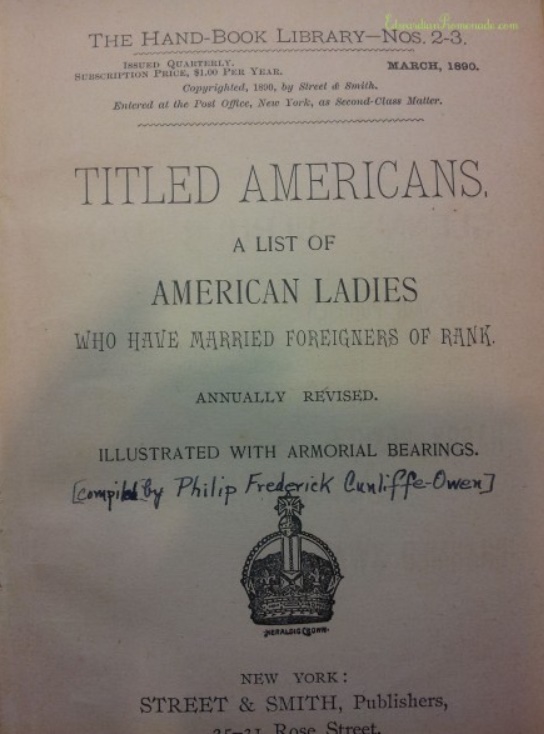 EdwardianPromenade.com
THE HAND-BOOK LIBRARY—NOS. 2-3.
ISSUED QUARTERLY.
SUBSCRIPTION PRICE, $1.00 PER YEAR.
MARCH, 1890.
Copyrighted, 1890, by Street & Smith.
Entered at the Post Office, New York, as Second-Class Matter.
TITLED AMERICANS.
A LIST OF
AMERICAN LADIES
WHO HAVE MARRIED FOREIGNERS OF RANK.
ANNUALLY REVISED.
ILLUSTRATED WITH ARMORIAL BEARINGS.
[compiled by Philip Frederick Cunliffe-Owen]
HERALDIC CROWN.
NEW YORK:
STREET & SMITH, Publishers,
Rose Street.